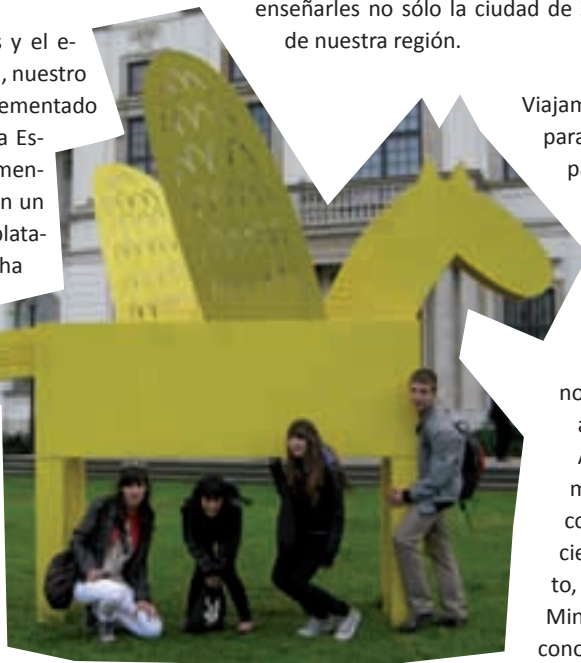 s y el e-
, nuestro
ementado
a Es-
men-
n un
plata-
ha
enseñarles no sólo la ciudad de
de nuestra región.
Viajam
para
pa
no
a
A
m
co
cie
to,
Min
conc